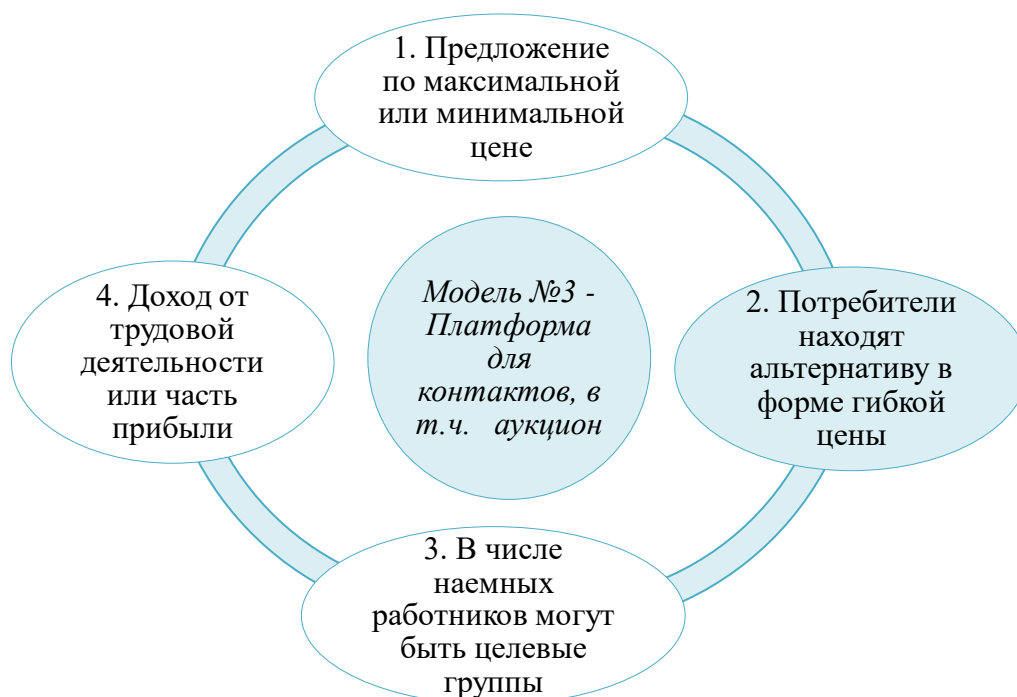 1. Предложение
по максимальной
или минимальной
цене
Модель №3 -
Платформа
для
контактов, в
т.ч. аукцион
2. Потребители
находят
альтернативу в
форме гибкой
цены
3. В числе
наемных
работников могут
быть целевые
группы
4. Доход от
трудовой
деятельности
или часть
прибыли